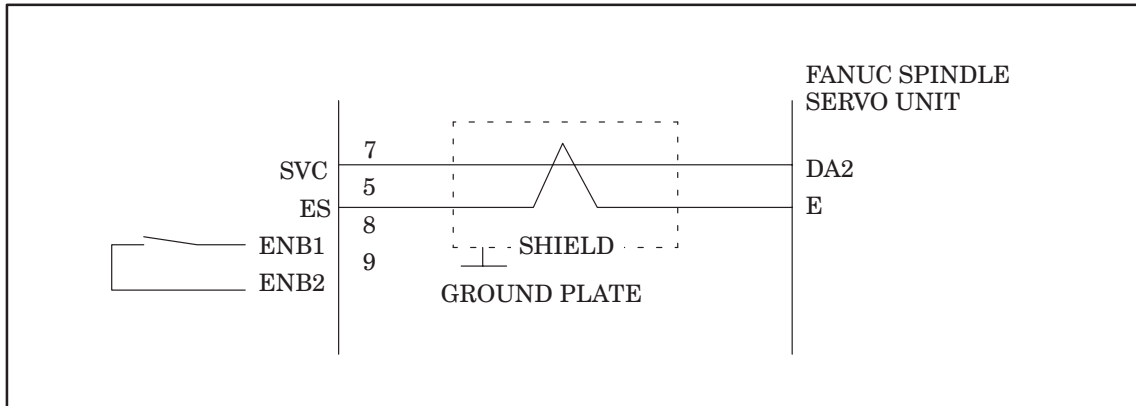 FANUC SPINDLE
SERVO UNIT
7
SVC
DA2
5
ES
E
8
ENB1
SHIELD
9
ENB2
GROUND PLATE